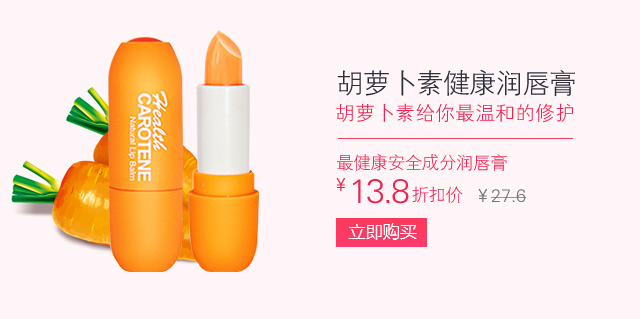 Health
CAROTENE
Natural Lip Balm
胡萝卜素健康润唇膏
胡萝卜素给你最温和的修护
最健康安全成分润唇膏
¥13.8折扣价 ¥27.6
立即购买